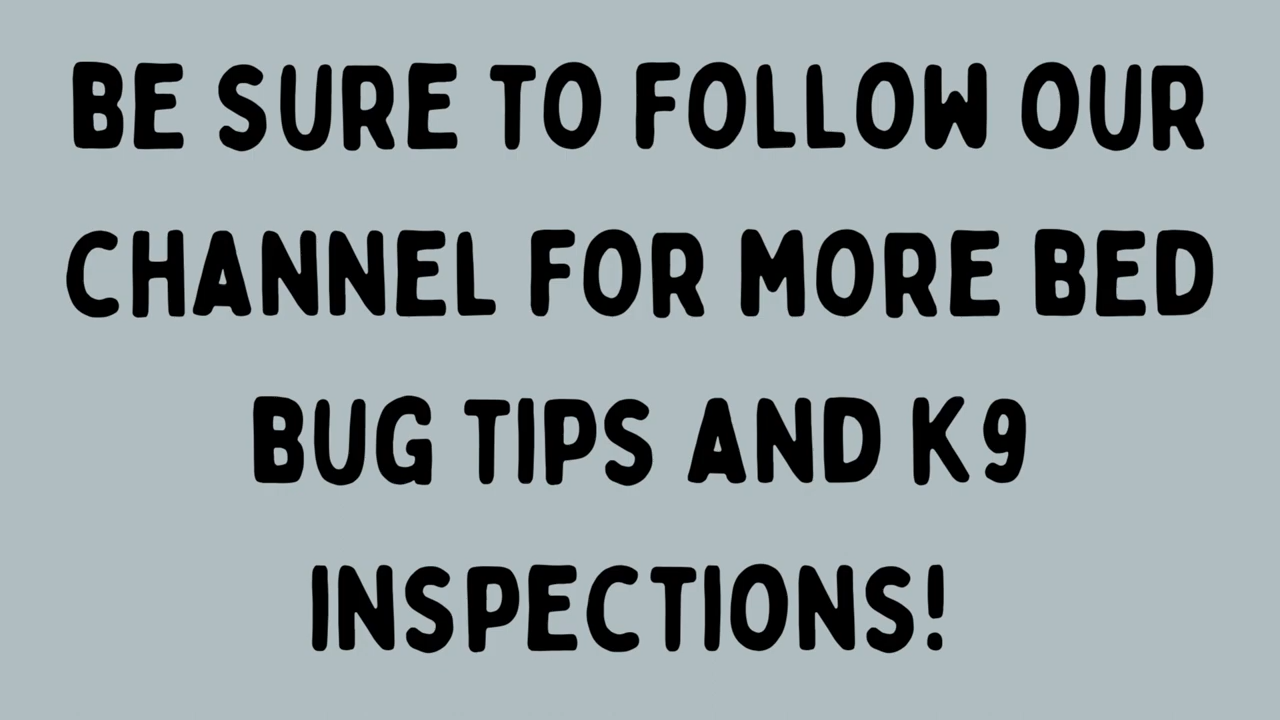 BE SURE TO FOLLOW OUR
CHANNEL FOR MORE BED
BUG TIPS AND K9
INSPECTIONS!